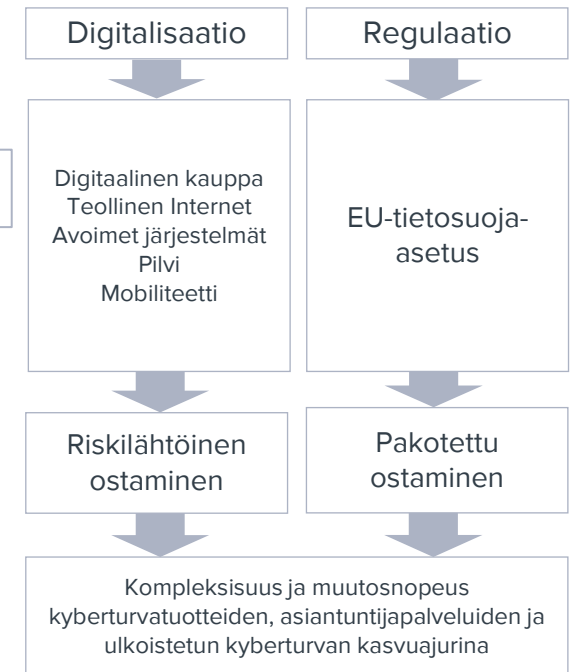 Digitalisaatio
Regulaatio
Digitaalinen kauppa
Teollinen Internet
Avoimet järjestelmät
Pilvi
Mobiliteetti
EU-tietosuoja-
asetus
Riskilähtöinen
ostaminen
Pakotettu
ostaminen
Kompleksisuus ja muutosnopeus
kyberturvatuotteiden, asiantuntijapalveluiden ja
ulkoistetun kyberturvan kasvuajurina